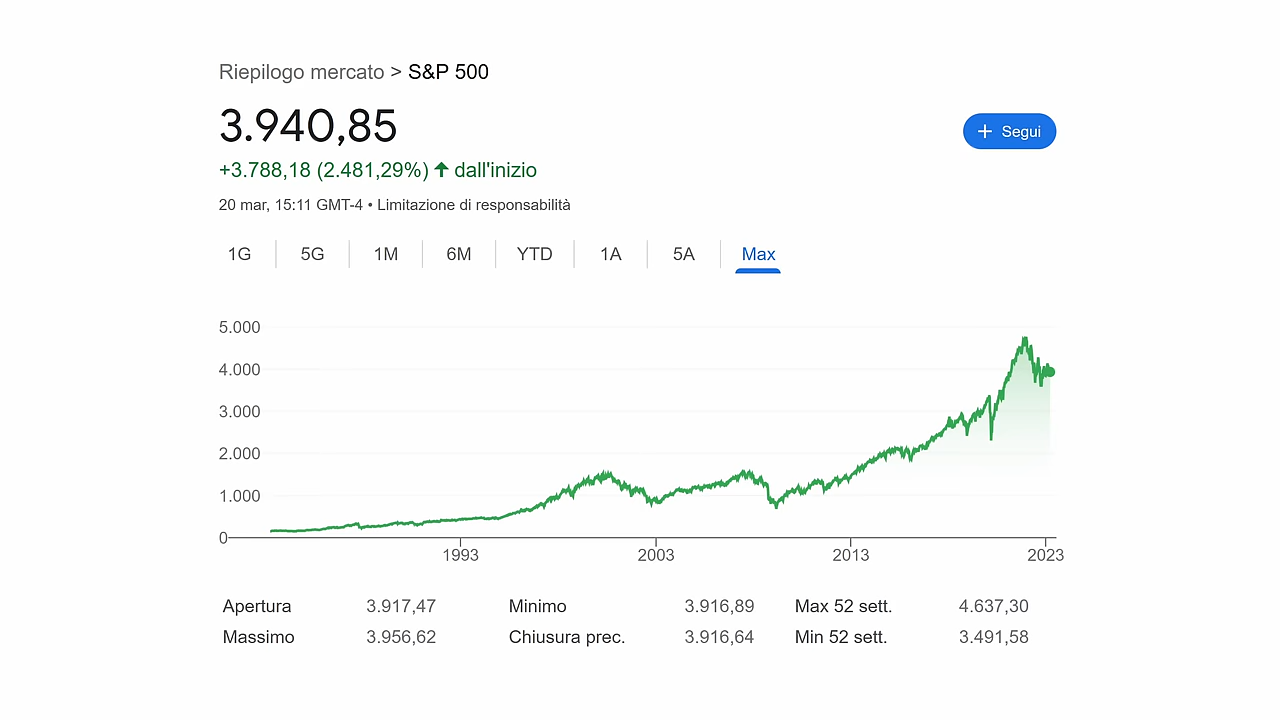 Riepilogo mercato > S&P 500
3.940,85
+ Segui
+3.788,18 (2.481,29%) ↑ dall'inizio
20 mar, 15:11 GMT-4 • Limitazione di responsabilità
1G 5G 1M 6M YTD 1A 5A Max
5.000
4.000
3.000
2.000
1.000
0
1993 2003 2013 2023
Apertura 3.917,47 Minimo 3.916,89 Max 52 sett. 4.637,30
Massimo 3.956,62 Chiusura prec. 3.916,64 Min 52 sett. 3.491,58